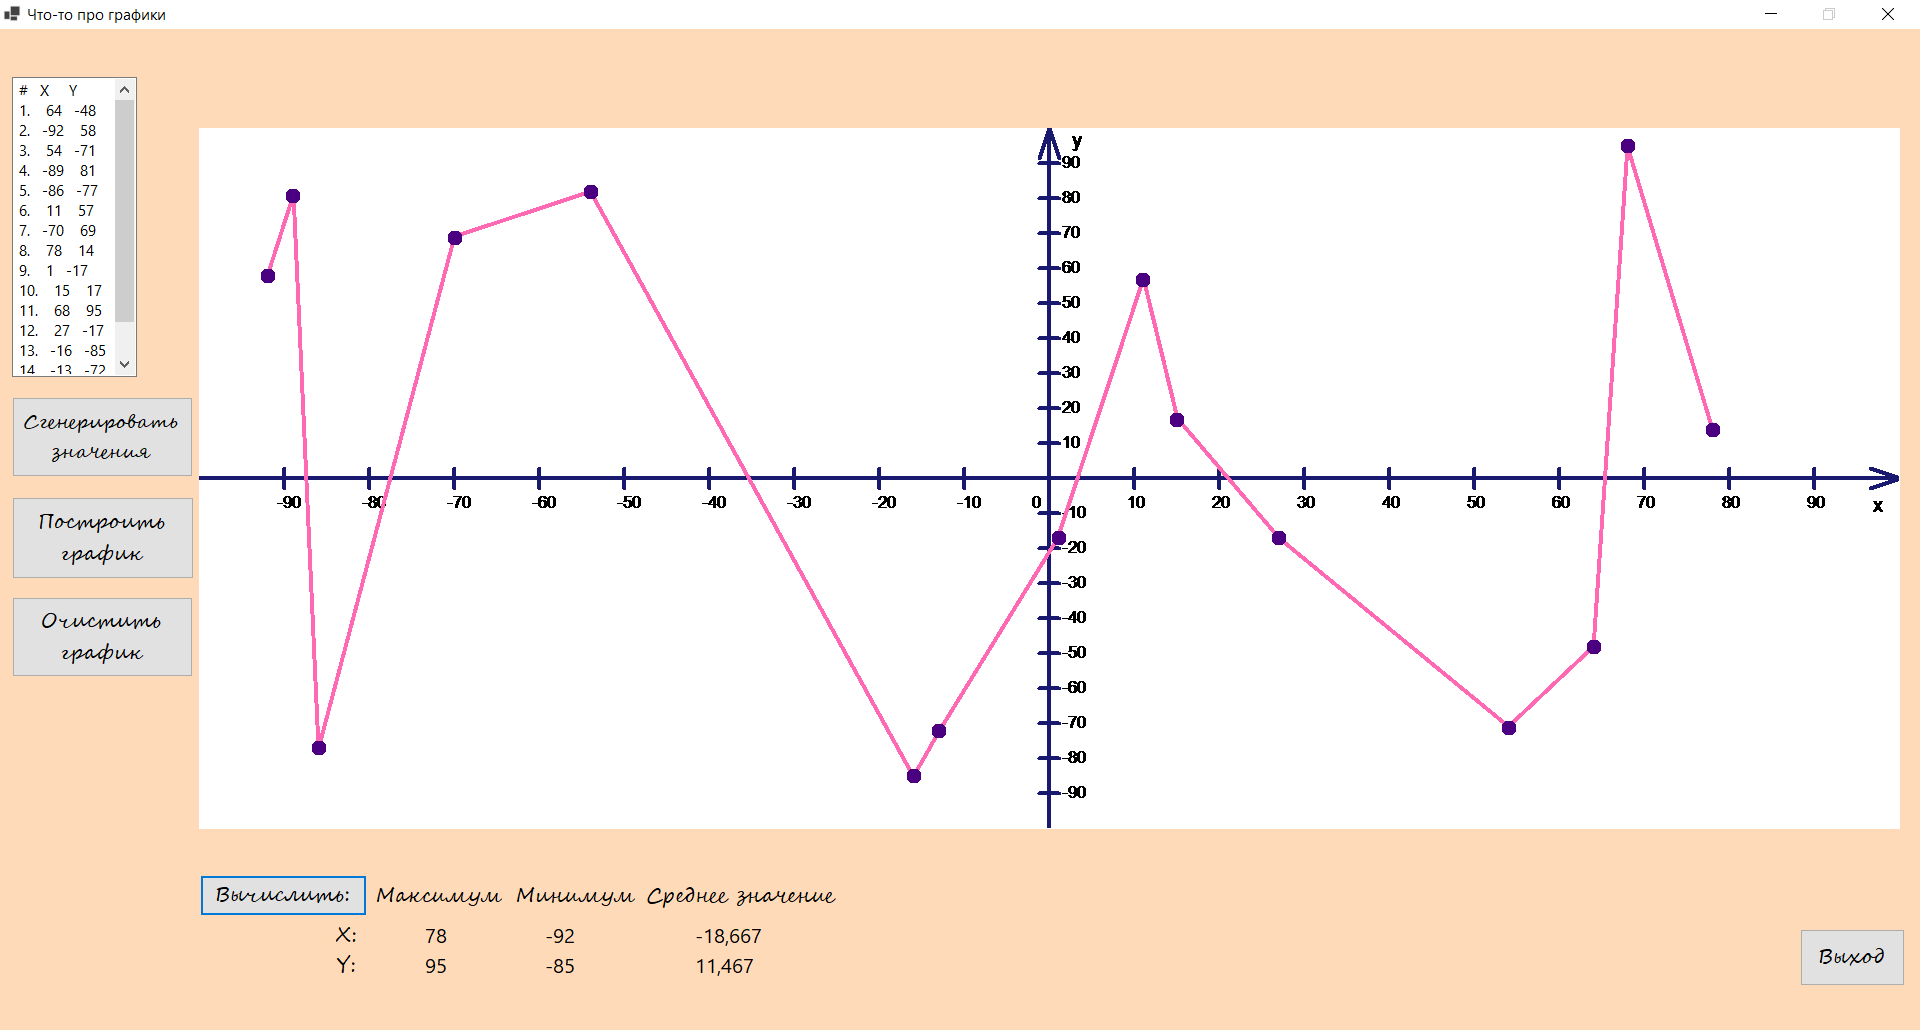 Что-то про графики
# X Y
1. 64 -48
2. -92 58
3. 54 -71
4. -89 81
5. -86 -77
6. 11 57
7. -70 69
8. 78 14
9. 1 -17
10. 15 17
11. 68 95
12. 27 -17
13. -16 -85
14. -13 -72
Сгенерировать
значения
Построить
график
Очистить
график
y
90
80
70
60
50
40
30
20
10
-90 -80 -70 -60 -50 -40 -30 -20 -10 0 10 20 30 40 50 60 70 80 90
x
-10
-20
-30
-40
-50
-60
-70
-80
-90
Вычислить: Максимум Минимум Среднее значение
X: 78 -92 -18,667
Y: 95 -85 11,467
Выход